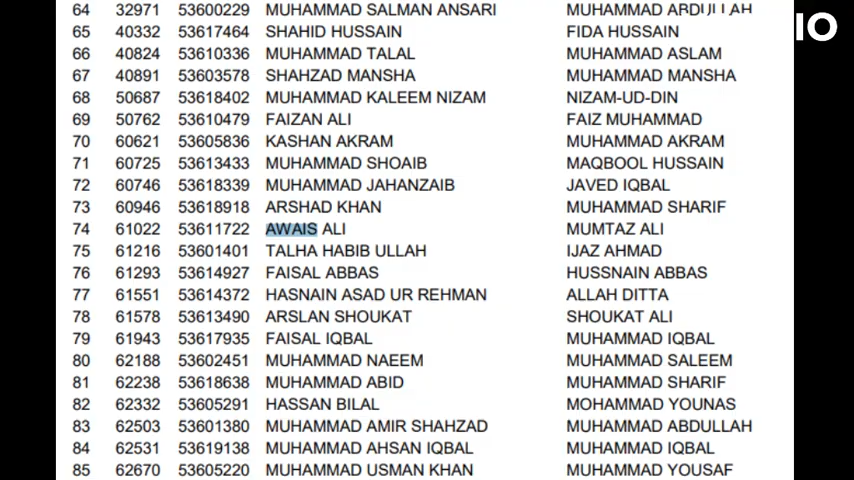 64 32971 53600229 MUHAMMAD SALMAN ANSARI MUHAMMAD ABDULLAH
IO
65 40332 53617464 SHAHID HUSSAIN FIDA HUSSAIN
66 40824 53610336 MUHAMMAD TALAL MUHAMMAD ASLAM
67 40891 53603578 SHAHZAD MANSHA MUHAMMAD MANSHA
68 50687 53618402 MUHAMMAD KALEEM NIZAM NIZAM-UD-DIN
69 50762 53610479 FAIZAN ALI FAIZ MUHAMMAD
70 60621 53605836 KASHAN AKRAM MUHAMMAD AKRAM
71 60725 53613433 MUHAMMAD SHOAIB MAQBOOL HUSSAIN
72 60746 53618339 MUHAMMAD JAHANZAIB JAVED IQBAL
73 60946 53618918 ARSHAD KHAN MUHAMMAD SHARIF
74 61022 53611722 AWAIS ALI MUMTAZ ALI
75 61216 53601401 TALHA HABIB ULLAH IJAZ AHMAD
76 61293 53614927 FAISAL ABBAS HUSSNAIN ABBAS
77 61551 53614372 HASNAIN ASAD UR REHMAN ALLAH DITTA
78 61578 53613490 ARSLAN SHOUKAT SHOUKAT ALI
79 61943 53617935 FAISAL IQBAL MUHAMMAD IQBAL
80 62188 53602451 MUHAMMAD NAEEM MUHAMMAD SALEEM
81 62238 53618638 MUHAMMAD ABID MUHAMMAD SHARIF
82 62332 53605291 HASSAN BILAL MOHAMMAD YOUNAS
83 62503 53601380 MUHAMMAD AMIR SHAHZAD MUHAMMAD ABDULLAH
84 62531 53619138 MUHAMMAD AHSAN IQBAL MUHAMMAD IQBAL
85 62670 53605220 MUHAMMAD USMAN KHAN MUHAMMAD YOUSAF